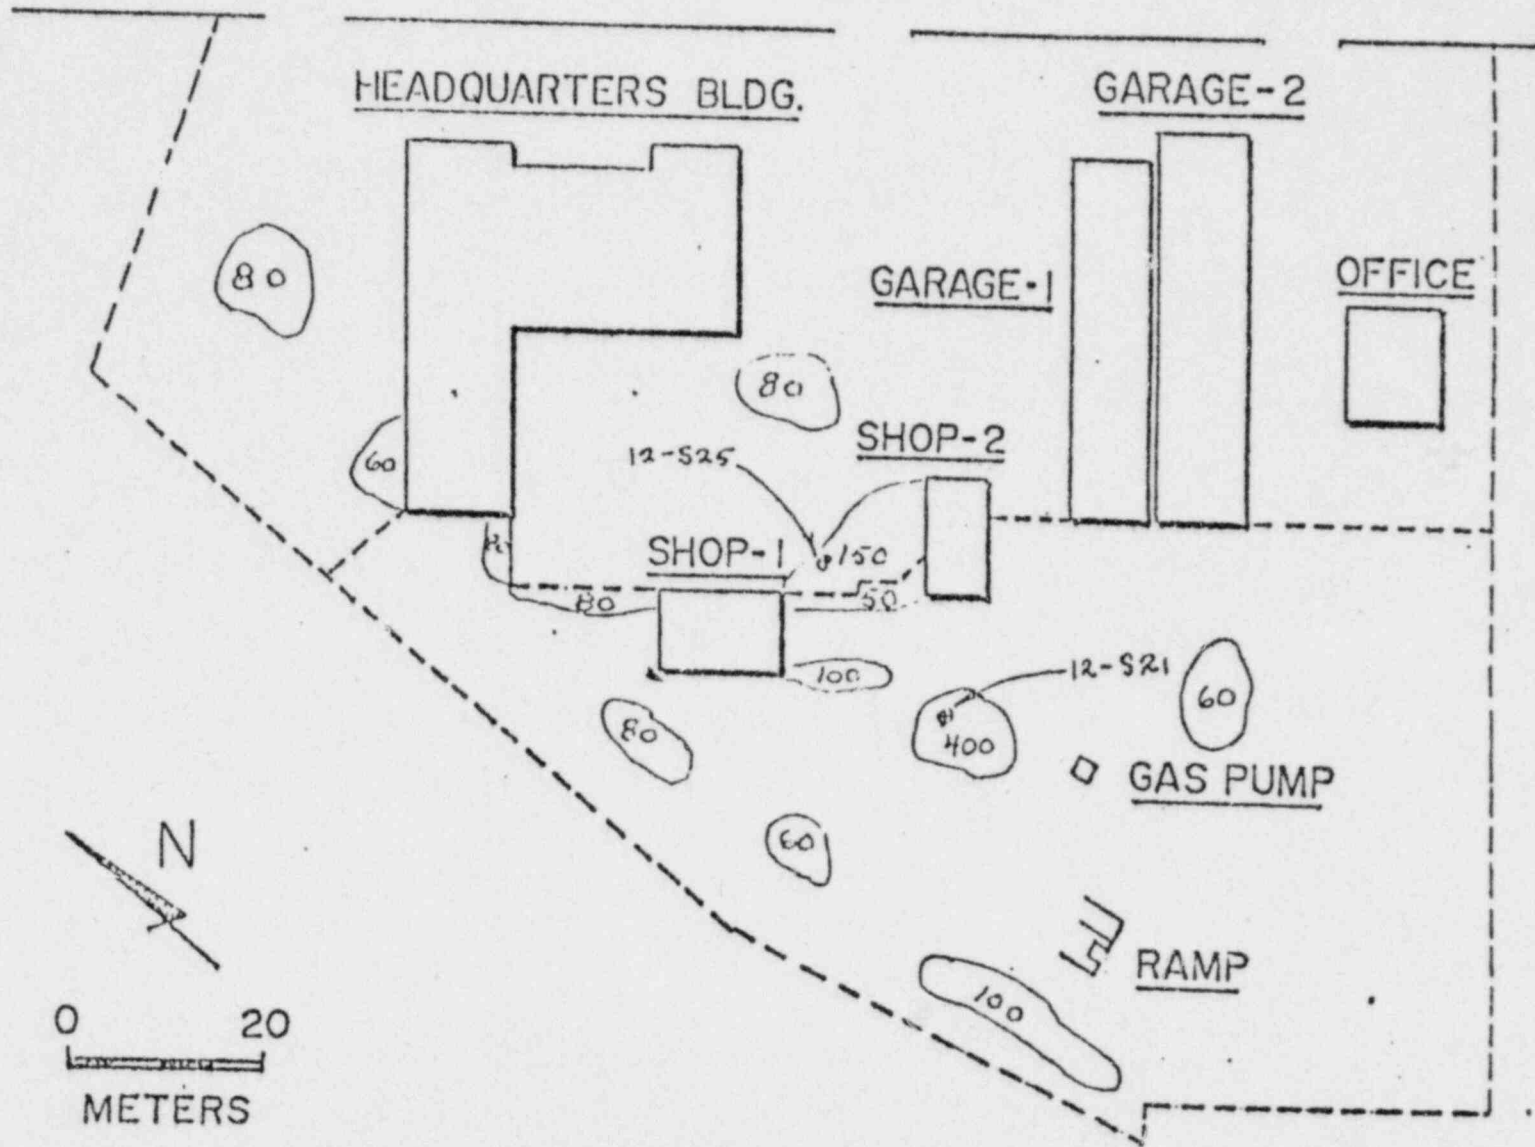 HEADQUARTERS BLDG.
GARAGE-2
80
GARAGE-1
OFFICE
80
SHOP-2
12-S25
60
SHOP-1
150
80
50
100
12-S21
60
80
400
GAS PUMP
60
N
RAMP
100
0 20
METERS